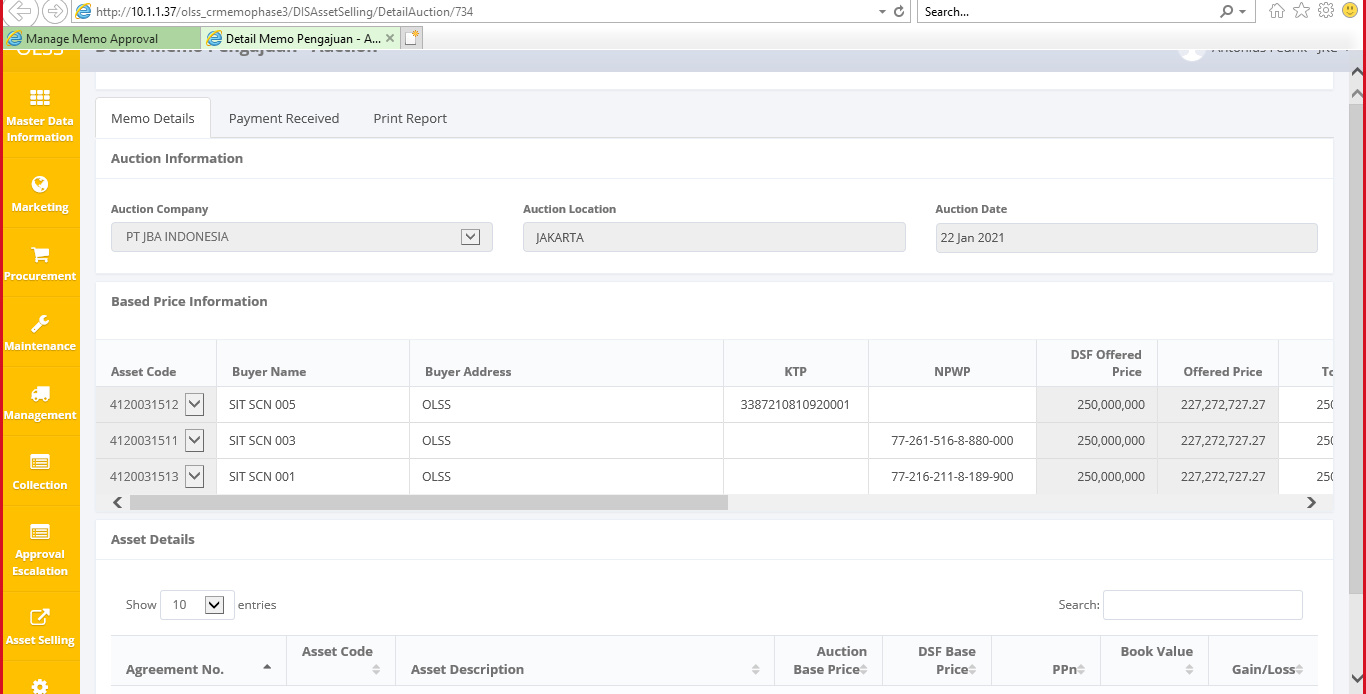 http://10.1.1.37/olss_crmemophase3/DISAssetSelling/DetailAuction/734
Search...
Manage Memo Approval
Detail Memo Pengajuan - A...
OLSS
Detail Memo Pengajuan - Auction
Master Data
Information
Marketing
Procurement
Maintenance
Management
Collection
Approval
Escalation
Asset Selling
Memo Details
Payment Received
Print Report
Auction Information
Auction Company
Auction Location
Auction Date
PT JBA INDONESIA
JAKARTA
22 Jan 2021
Based Price Information
Asset Code Buyer Name Buyer Address KTP NPWP DSF Offered Price Offered Price To
4120031512 SIT SCN 005 OLSS 3387210810920001 250,000,000 227,272,727.27 250
4120031511 SIT SCN 003 OLSS 77-261-516-8-880-000 250,000,000 227,272,727.27 250
4120031513 SIT SCN 001 OLSS 77-216-211-8-189-900 250,000,000 227,272,727.27 250
Asset Details
Show 10 entries
Search:
Agreement No. Asset Code Asset Description Auction Base Price DSF Base Price PPn Book Value Gain/Loss